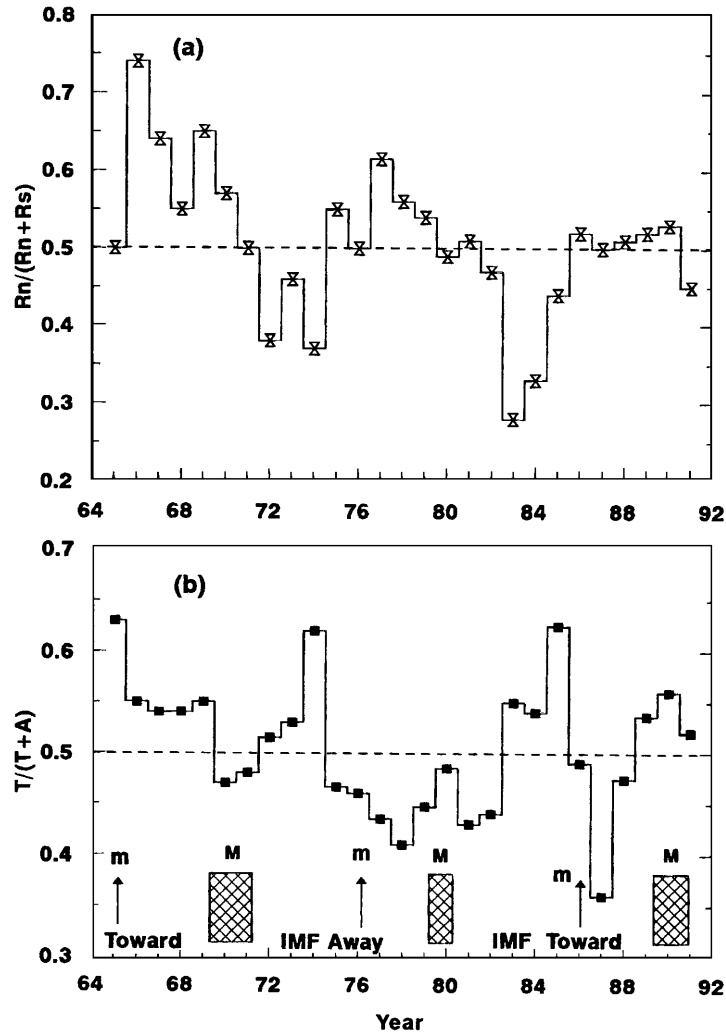 0.8
(a)
0.7
0.6
Rn/(Rn+Rs)
0.5
0.4
0.3
0.2
64 68 72 76 80 84 88 92
0.7
(b)
0.6
T/(T+A)
0.5
0.4
m M m M m M
0.3
Toward IMF Away IMF Toward
64 68 72 76 80 84 88 92
Year